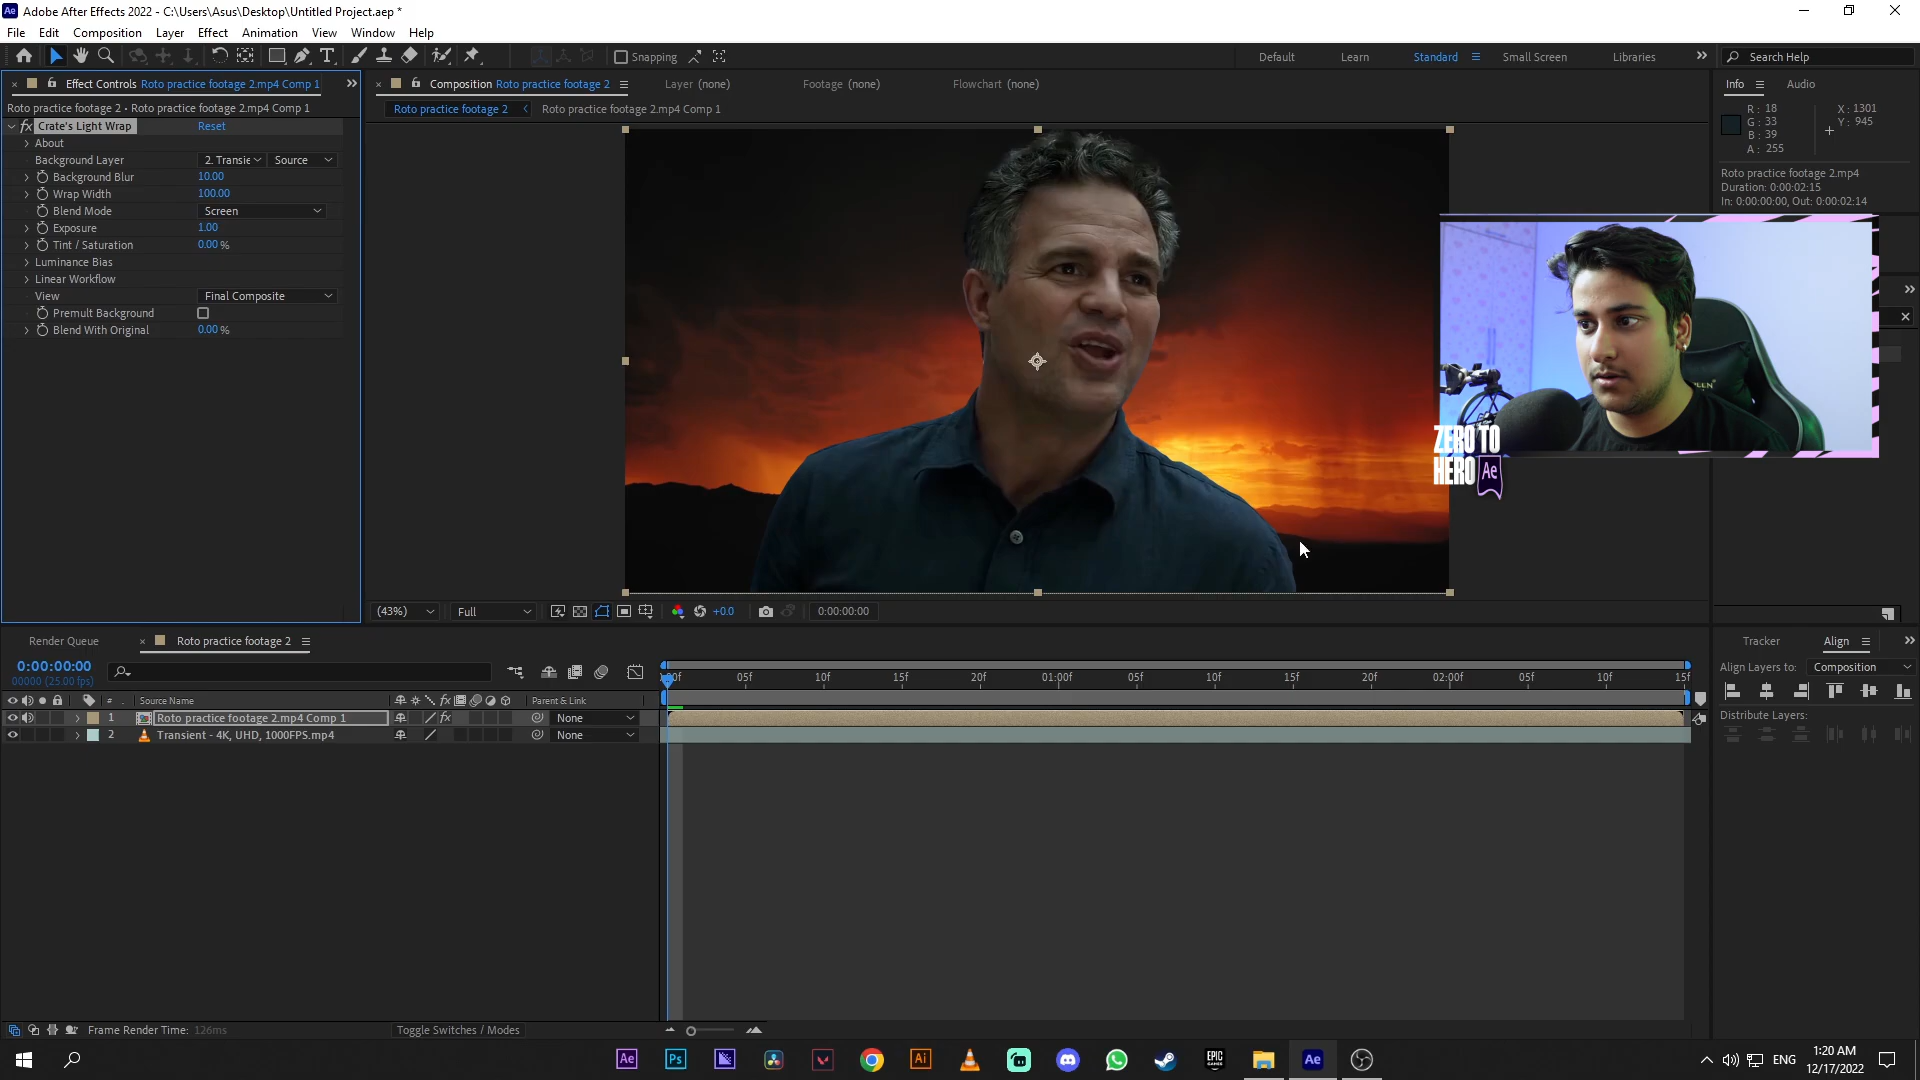 Adobe After Effects 2022 - C:\Users\Asus\Desktop\Untitled Project.aep *
File Edit Composition Layer Effect Animation View Window Help
Snapping Default Learn Standard Small Screen Libraries Search Help
Effect Controls Roto practice footage 2.mp4 Comp 1
Composition Roto practice footage 2 Layer (none) Footage (none) Flowchart (none)
Info Audio
Roto practice footage 2 • Roto practice footage 2.mp4 Comp 1
Roto practice footage 2 Roto practice footage 2.mp4 Comp 1
fx Crate's Light Wrap Reset
About
Background Layer 2. Transie Source
Background Blur 10.00
Wrap Width 100.00
Blend Mode Screen
Exposure 1.00
Tint / Saturation 0.00 %
Luminance Bias
Linear Workflow
View Final Composite
Premult Background
Blend With Original 0.00 %
R : 18 X : 1301
G : 33 Y : 945
B : 39
A : 255
Roto practice footage 2.mp4
Duration: 0:00:02:15
In: 0:00:00:00, Out: 0:00:02:14
ZERO TO
HERO Ae
(43%) Full +0.0 0:00:00:00
Render Queue Roto practice footage 2
0:00:00:00
00000 (25.00 fps)
:00f 05f 10f 15f 20f 01:00f 05f 10f 15f 20f 02:00f 05f 10f 15f
# Source Name fx Parent & Link
1 Roto practice footage 2.mp4 Comp 1 fx None
2 Transient - 4K, UHD, 1000FPS.mp4 None
Tracker Align
Align Layers to: Composition
Distribute Layers:
Frame Render Time: 126ms Toggle Switches / Modes
Ae Ps Ai EPIC GAMES Ae
ENG 1:20 AM
12/17/2022